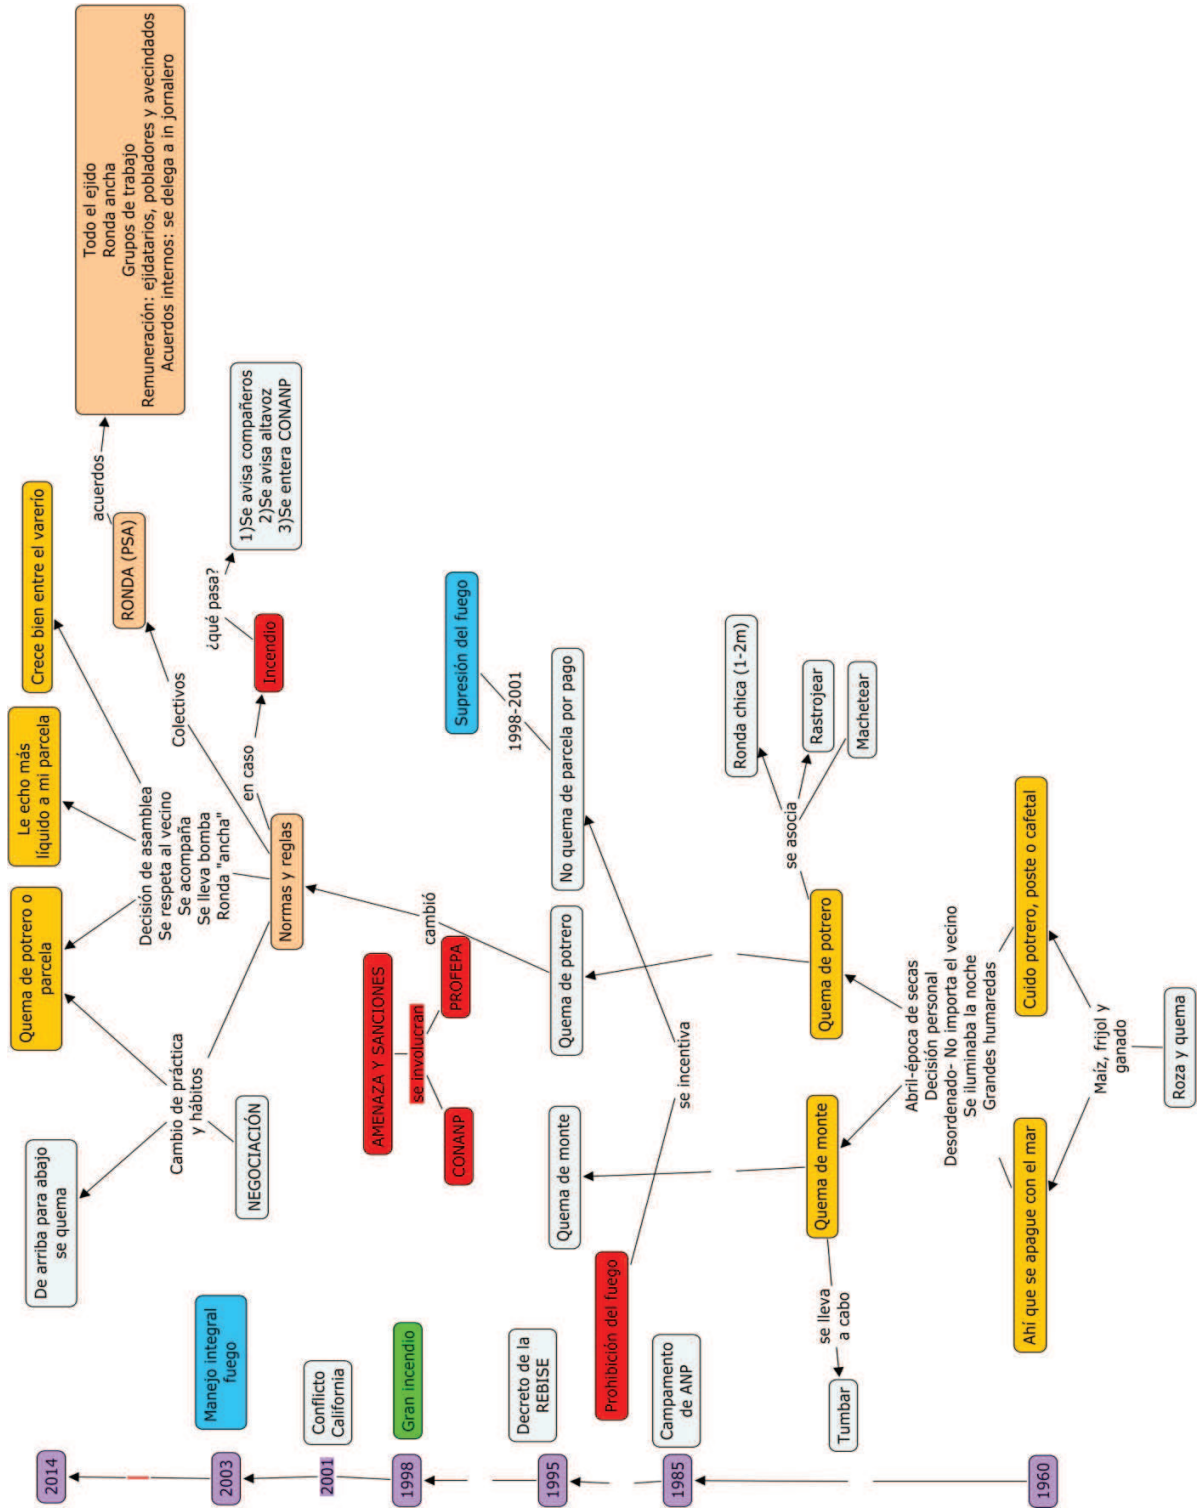 2014
2003
2001
1998
1995
1985
1960
De arriba para abajo
se quema
Manejo integral
fuego
Conflicto
California
Gran incendio
Decreto de la
REBISE
Prohibición del fuego
Campamento
de ANP
Tumbar
se lleva
a cabo
Quema de potrero o
parcela
Le echo más
líquido a mi parcela
Crece bien entre el varerío
Cambio de práctica
y hábitos
NEGOCIACIÓN
Decisión de asamblea
Se respeta al vecino
Se acompaña
Se lleva bomba
Ronda "ancha"
Colectivos
RONDA (PSA)
acuerdos
Todo el ejido
Ronda ancha
Grupos de trabajo
Remuneración: ejidatarios, pobladores y avecindados
Acuerdos internos: se delega a in jornalero
Normas y reglas
en caso
Incendio
¿qué pasa?
1)Se avisa compañeros
2)Se avisa altavoz
3)Se entera CONANP
AMENAZA Y SANCIONES
se involucran
CONANP
PROFEPA
cambió
Supresión del fuego
1998-2001
Quema de monte
Quema de potrero
No quema de parcela por pago
se incentiva
Quema de monte
Quema de potrero
se asocia
Ronda chica (1-2m)
Rastrojear
Machetear
Abril-época de secas
Decisión personal
Desordenado- No importa el vecino
Se iluminaba la noche
Grandes humaredas
Ahí que se apague con el mar
Cuido potrero, poste o cafetal
Maíz, frijol y
ganado
Roza y quema